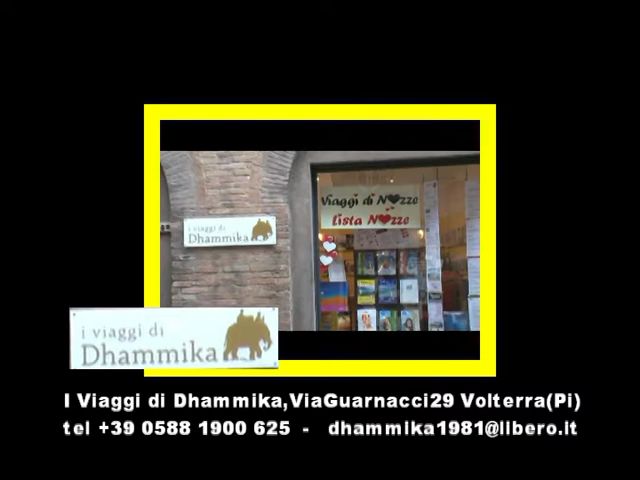 Viaggi di Nozze
lista Nozze
i viaggi di
Dhammika
i viaggi di
Dhammika
I Viaggi di Dhammika,ViaGuarnacci29 Volterra(Pi)
tel +39 0588 1900 625 - dhammika1981@libero.it